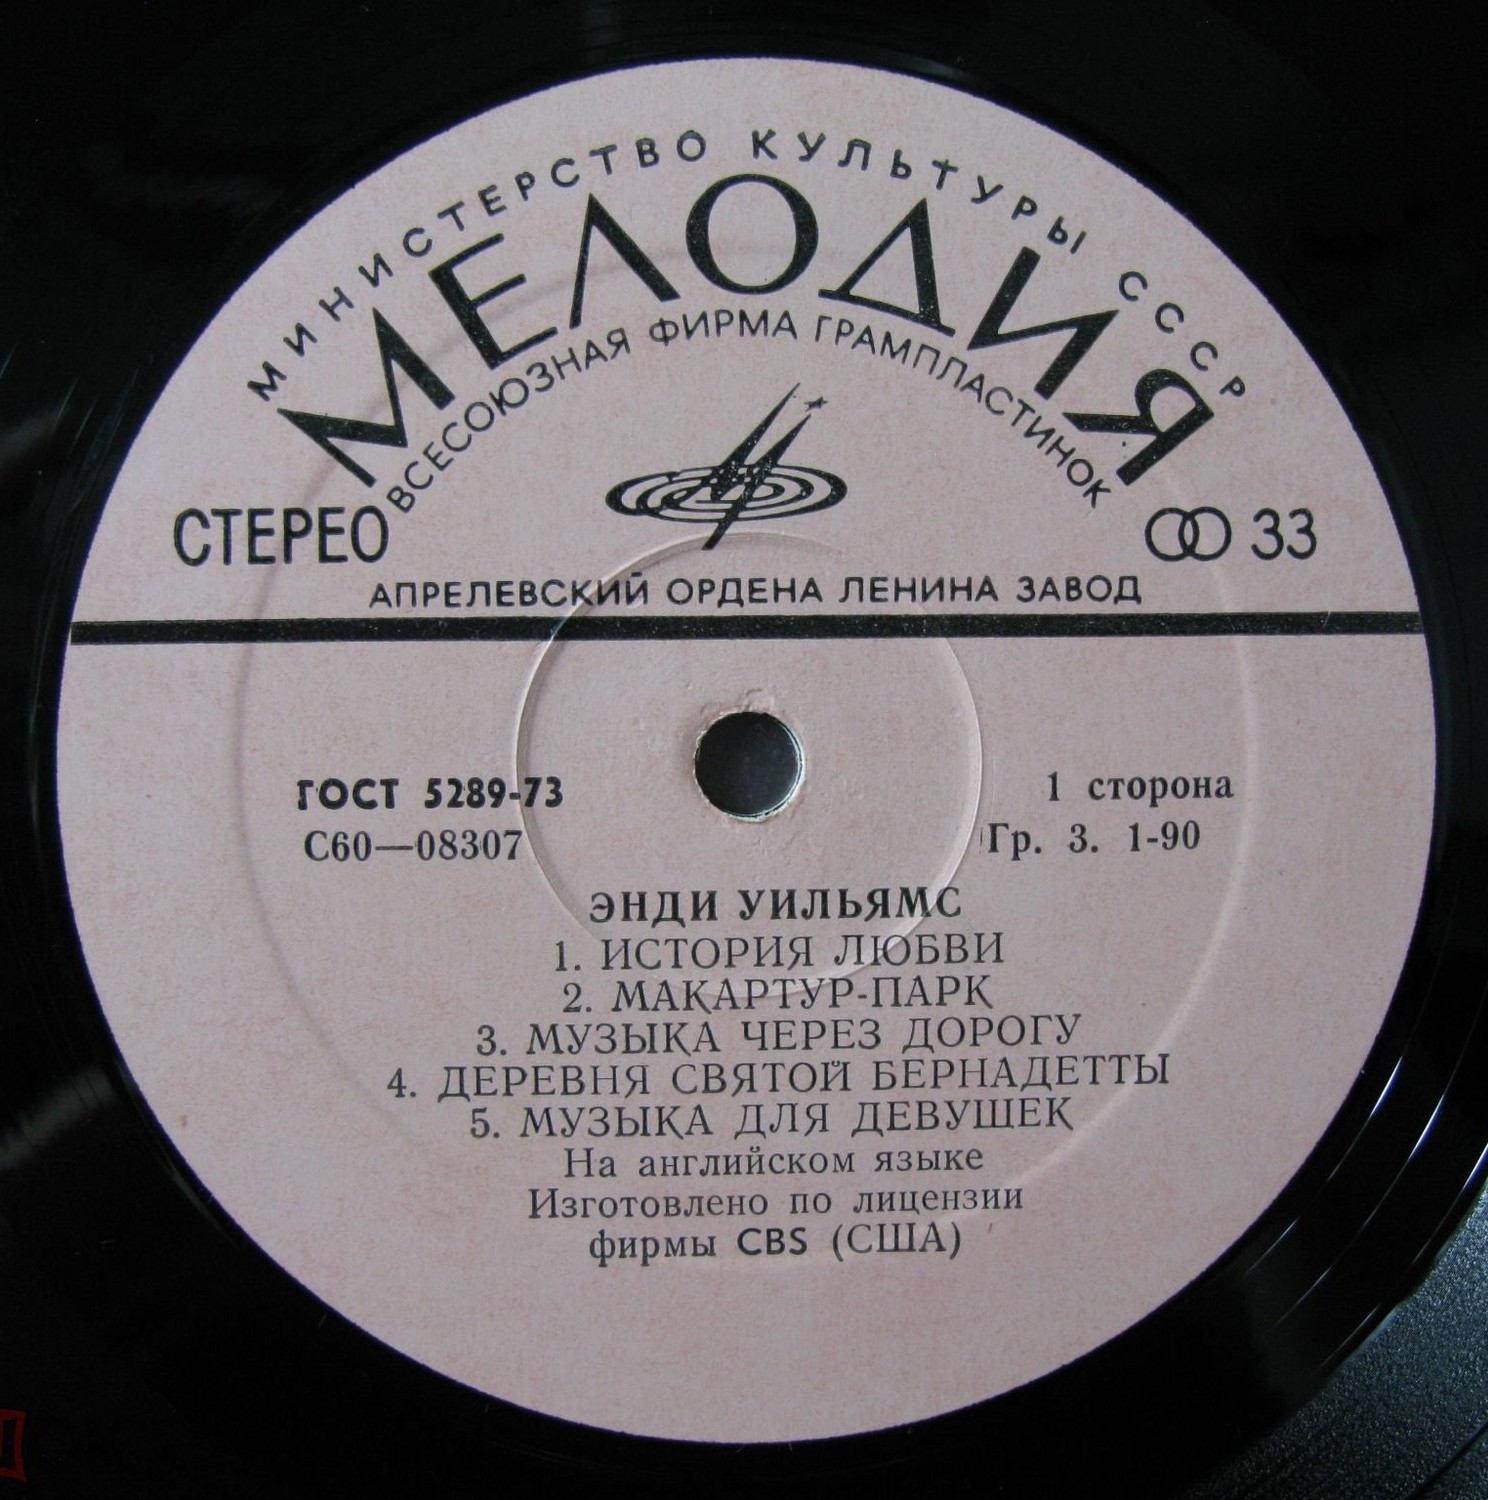 МИНИСТЕРСТВО КУЛЬТУРЫ СССР
МЕЛОДИЯ
ВСЕСОЮЗНАЯ ФИРМА ГРАМПЛАСТИНОК
СТЕРЕО
33
АПРЕЛЕВСКИЙ ОРДЕНА ЛЕНИНА ЗАВОД
ГОСТ 5289-73
1 сторона
С60—08307
Гр. 3. 1-90
ЭНДИ УИЛЬЯМС
1. ИСТОРИЯ ЛЮБВИ
2. МАКАРТУР-ПАРК
3. МУЗЫКА ЧЕРЕЗ ДОРОГУ
4. ДЕРЕВНЯ СВЯТОЙ БЕРНАДЕТТЫ
5. МУЗЫКА ДЛЯ ДЕВУШЕК
На английском языке
Изготовлено по лицензии
фирмы CBS (США)